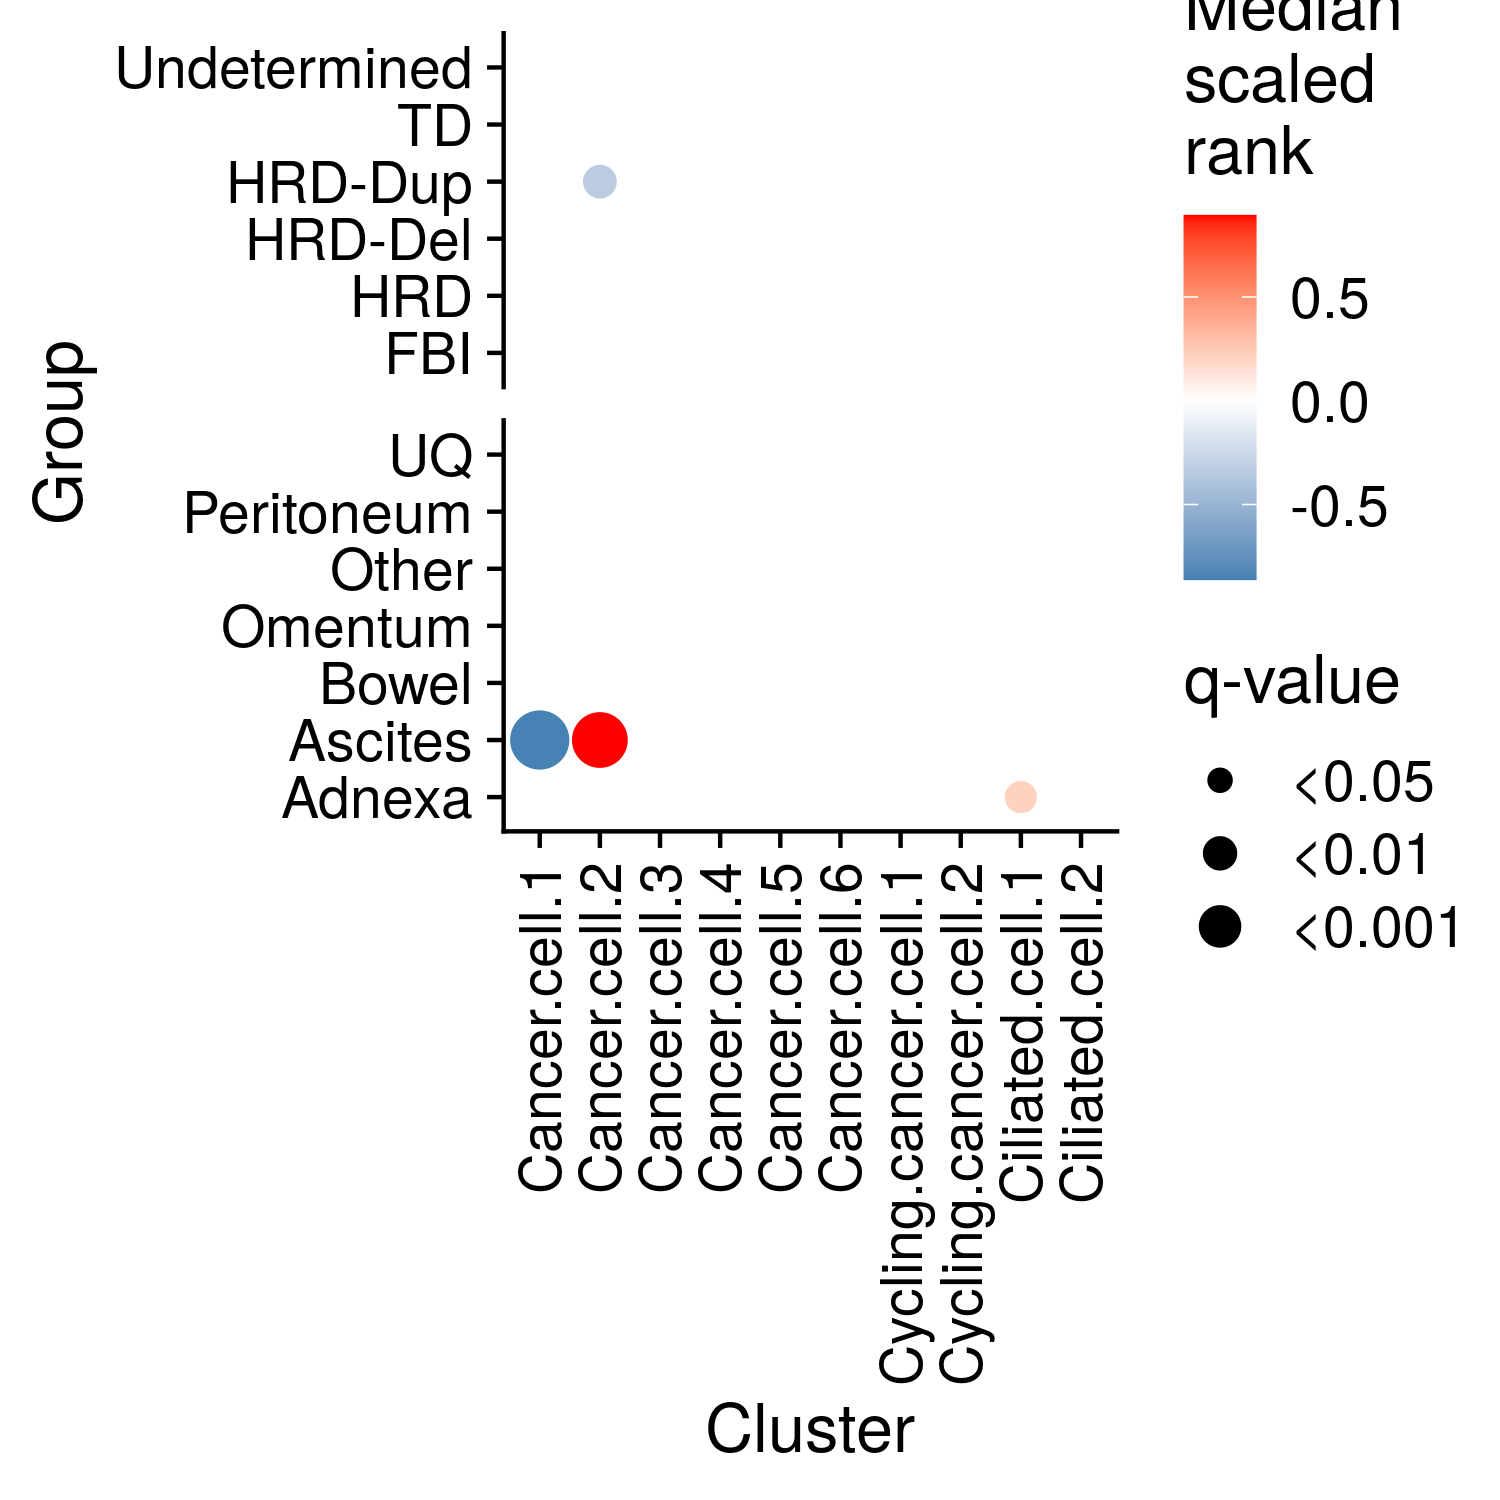 Median
scaled
rank
0.5
0.0
-0.5
q-value
<0.05
<0.01
<0.001
Group
Undetermined
TD
HRD-Dup
HRD-Del
HRD
FBI
UQ
Peritoneum
Other
Omentum
Bowel
Ascites
Adnexa
Cancer.cell.1
Cancer.cell.2
Cancer.cell.3
Cancer.cell.4
Cancer.cell.5
Cancer.cell.6
Cycling.cancer.cell.1
Cycling.cancer.cell.2
Ciliated.cell.1
Ciliated.cell.2
Cluster